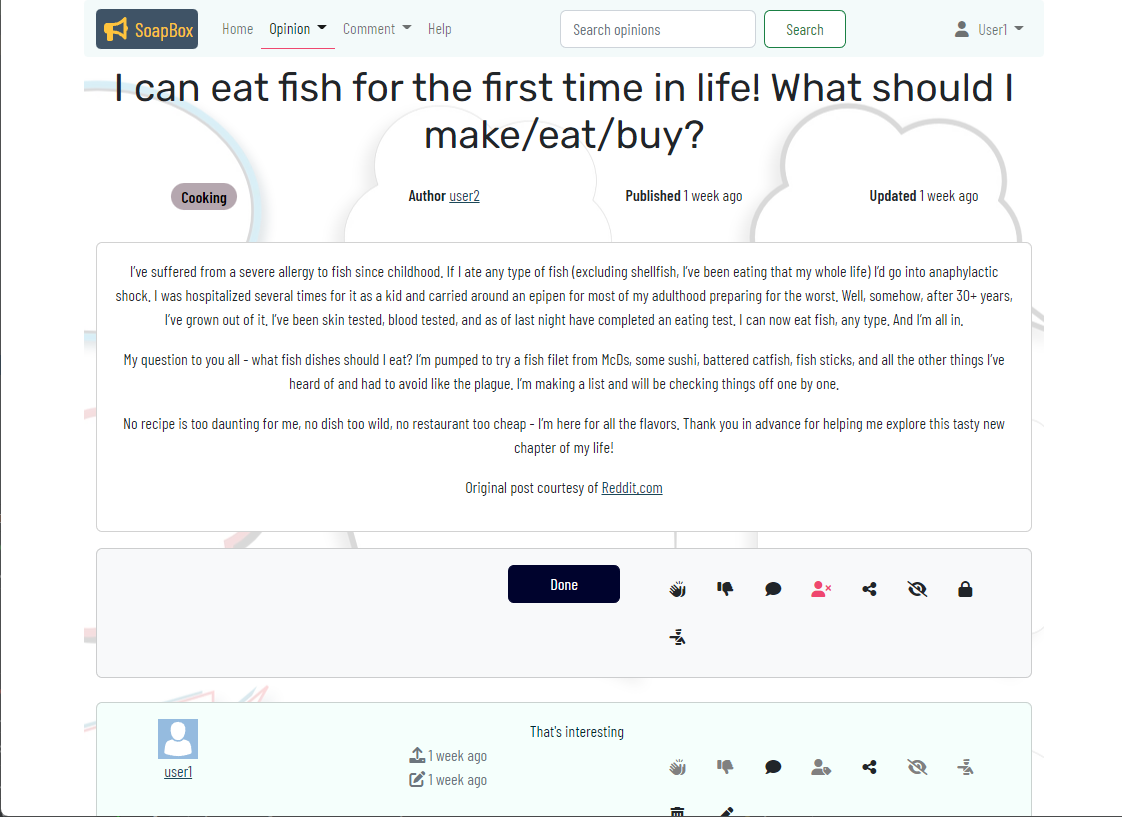 SoapBox Home Opinion Comment Help Search opinions Search User1
I can eat fish for the first time in life! What should I
make/eat/buy?
Cooking Author user2 Published 1 week ago Updated 1 week ago
I've suffered from a severe allergy to fish since childhood. If I ate any type of fish (excluding shellfish, I've been eating that my whole life) I'd go into anaphylactic
shock. I was hospitalized several times for it as a kid and carried around an epipen for most of my adulthood preparing for the worst. Well, somehow, after 30+ years,
I've grown out of it. I've been skin tested, blood tested, and as of last night have completed an eating test. I can now eat fish, any type. And I'm all in.
My question to you all - what fish dishes should I eat? I'm pumped to try a fish filet from McDs, some sushi, battered catfish, fish sticks, and all the other things I've
heard of and had to avoid like the plague. I'm making a list and will be checking things off one by one.
No recipe is too daunting for me, no dish too wild, no restaurant too cheap - I'm here for all the flavors. Thank you in advance for helping me explore this tasty new
chapter of my life!
Original post courtesy of Reddit.com
Done
That's interesting
1 week ago
user1
1 week ago